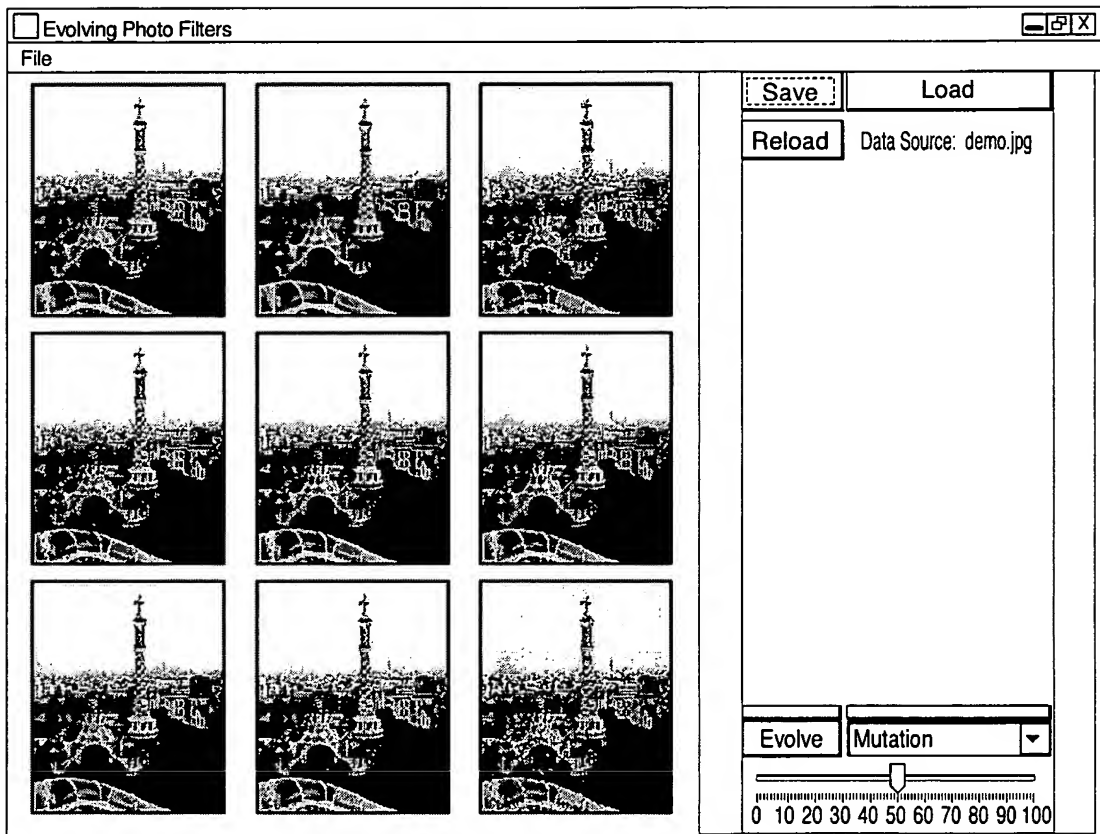 Evolving Photo Filters
X
File
Save Load
Reload Data Source: demo.jpg
Evolve Mutation
0 10 20 30 40 50 60 70 80 90 100